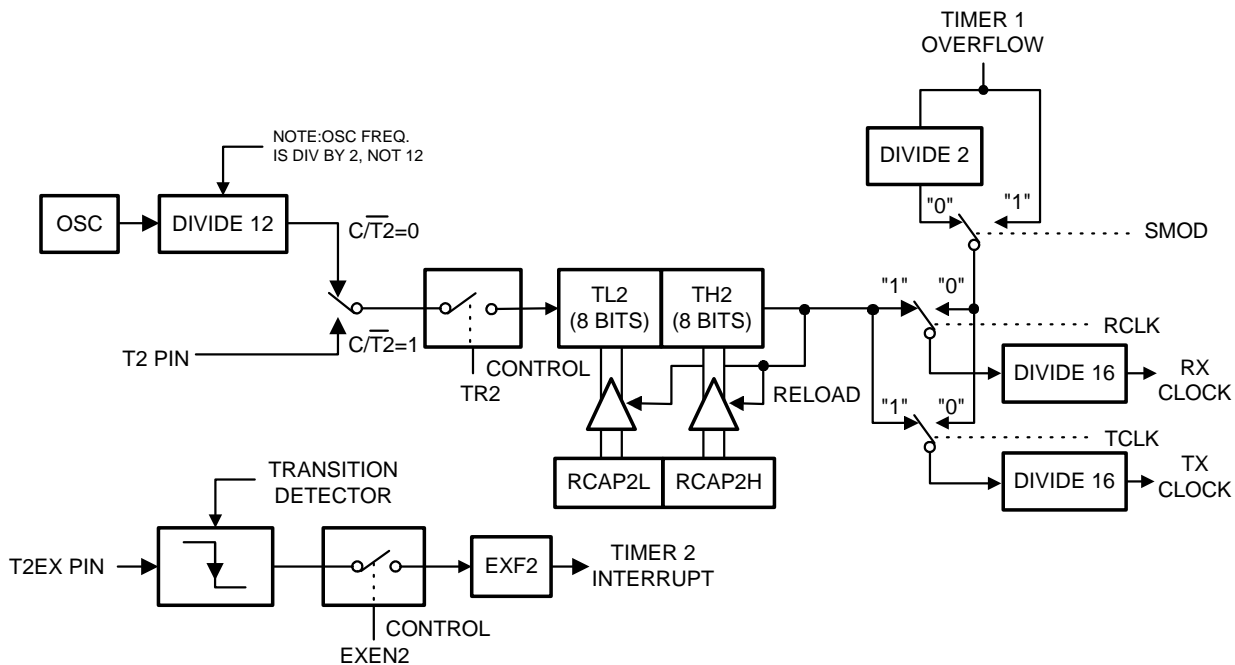 TIMER 1
OVERFLOW
NOTE:OSC FREQ.
IS DIV BY 2, NOT 12
DIVIDE 2
"0"
"1"
OSC
DIVIDE 12
C/T2=0
SMOD
TL2
(8 BITS)
TH2
(8 BITS)
"1"
"0"
RCLK
C/T2=1
T2 PIN
CONTROL
TR2
RELOAD
DIVIDE 16
RX
CLOCK
"1"
"0"
TCLK
RCAP2L
RCAP2H
DIVIDE 16
TX
CLOCK
TRANSITION
DETECTOR
T2EX PIN
EXF2
TIMER 2
INTERRUPT
CONTROL
EXEN2